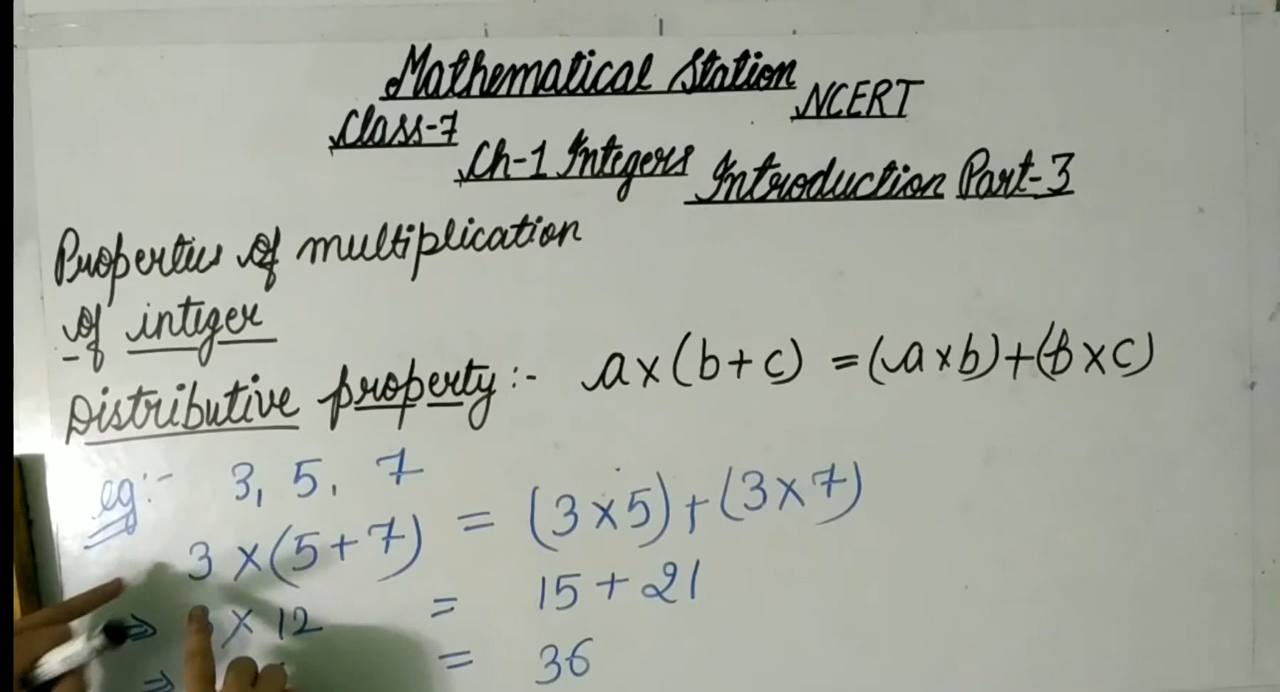 Mathematical Station
NCERT
Class-7
Ch-1 Integers Introduction Part-3
Properties of multiplication
of integer
Distributive property :- a × (b + c) = (a × b) + (b × c)
eg:- 3, 5, 7
3 × (5 + 7) = (3 × 5) + (3 × 7)
⇒ × 12 = 15 + 21
⇒ = 36